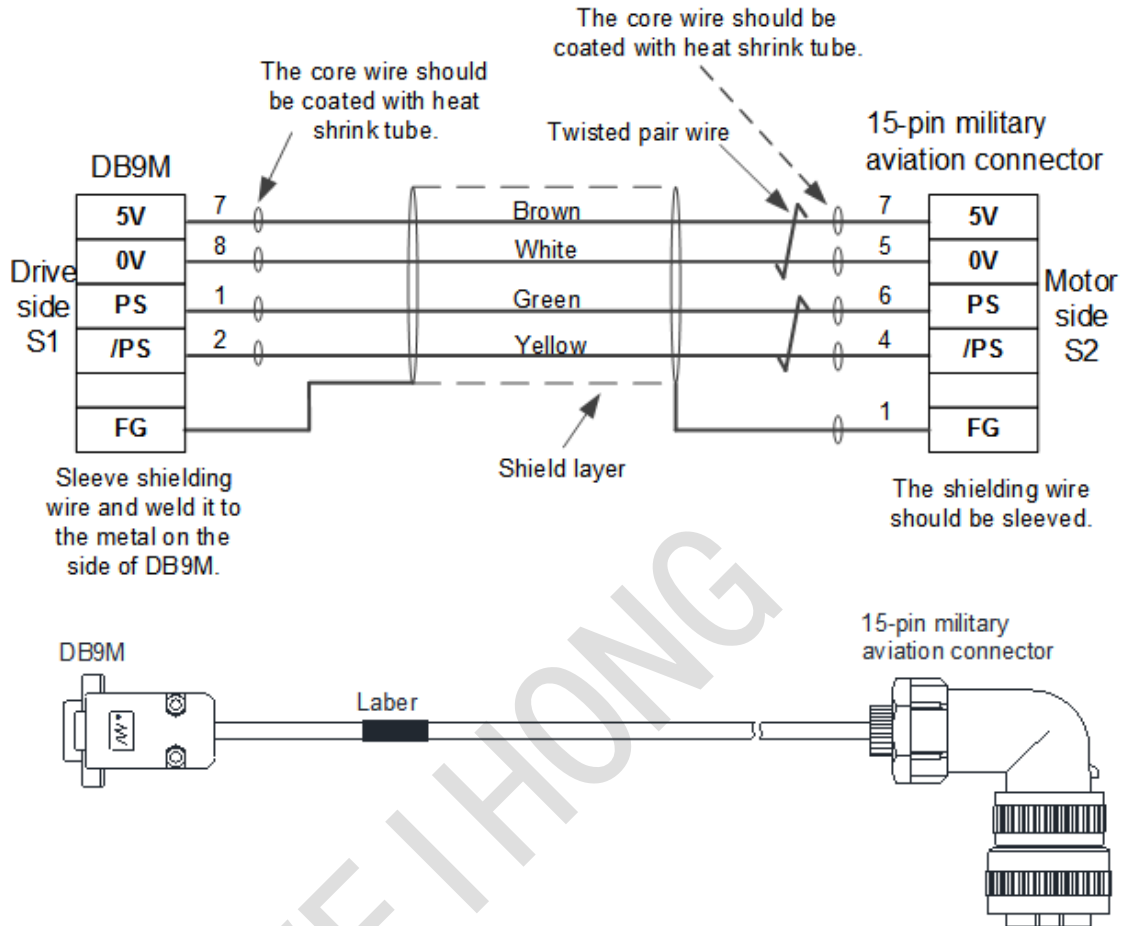 The core wire should be
coated with heat shrink tube.
The core wire should
be coated with heat
shrink tube.
Twisted pair wire
15-pin military
aviation connector
DB9M
5V 7 Brown 7 5V
0V 8 White 5 0V
PS 1 Green 6 PS
/PS 2 Yellow 4 /PS
FG 1 FG
Drive
side
S1
Motor
side
S2
Shield layer
Sleeve shielding
wire and weld it to
the metal on the
side of DB9M.
The shielding wire
should be sleeved.
DB9M
15-pin military
aviation connector
Laber
HONG